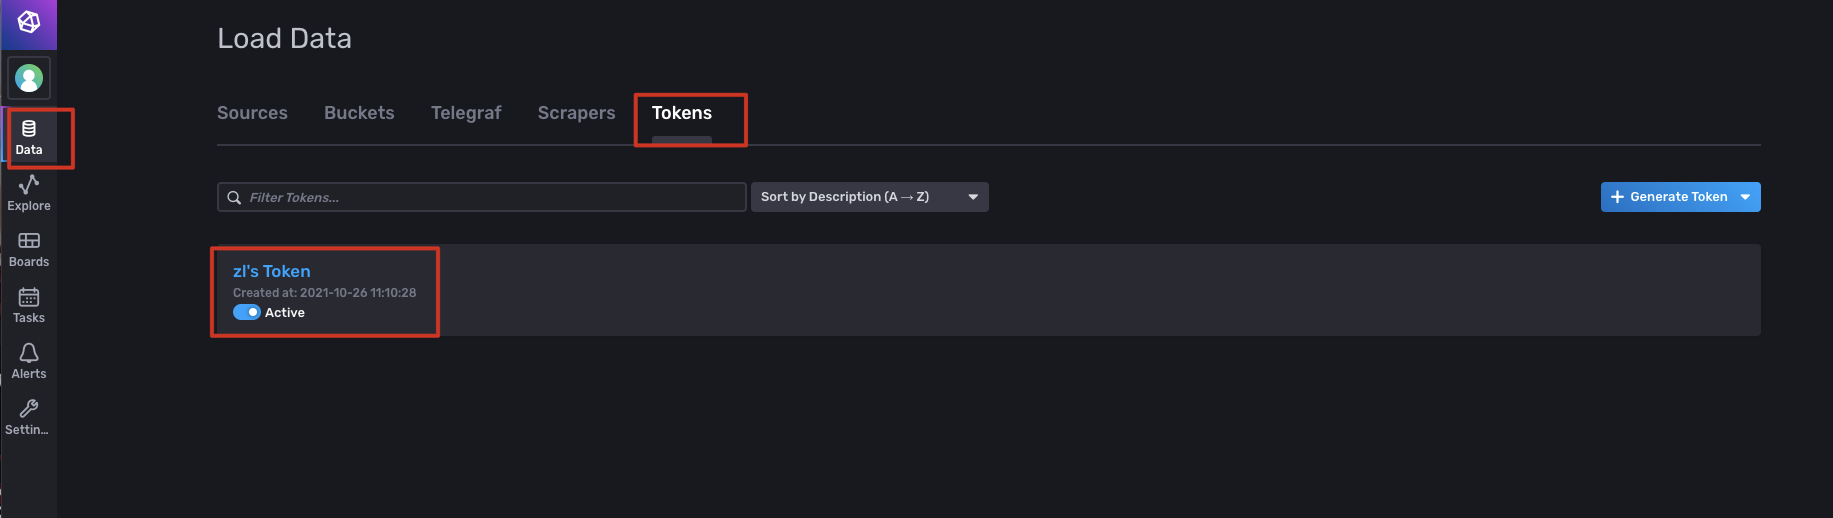 Load Data
Data
Explore
Boards
Tasks
Alerts
Settin...
Sources Buckets Telegraf Scrapers Tokens
Filter Tokens... Sort by Description (A → Z) Generate Token
zl's Token
Created at: 2021-10-26 11:10:28
Active